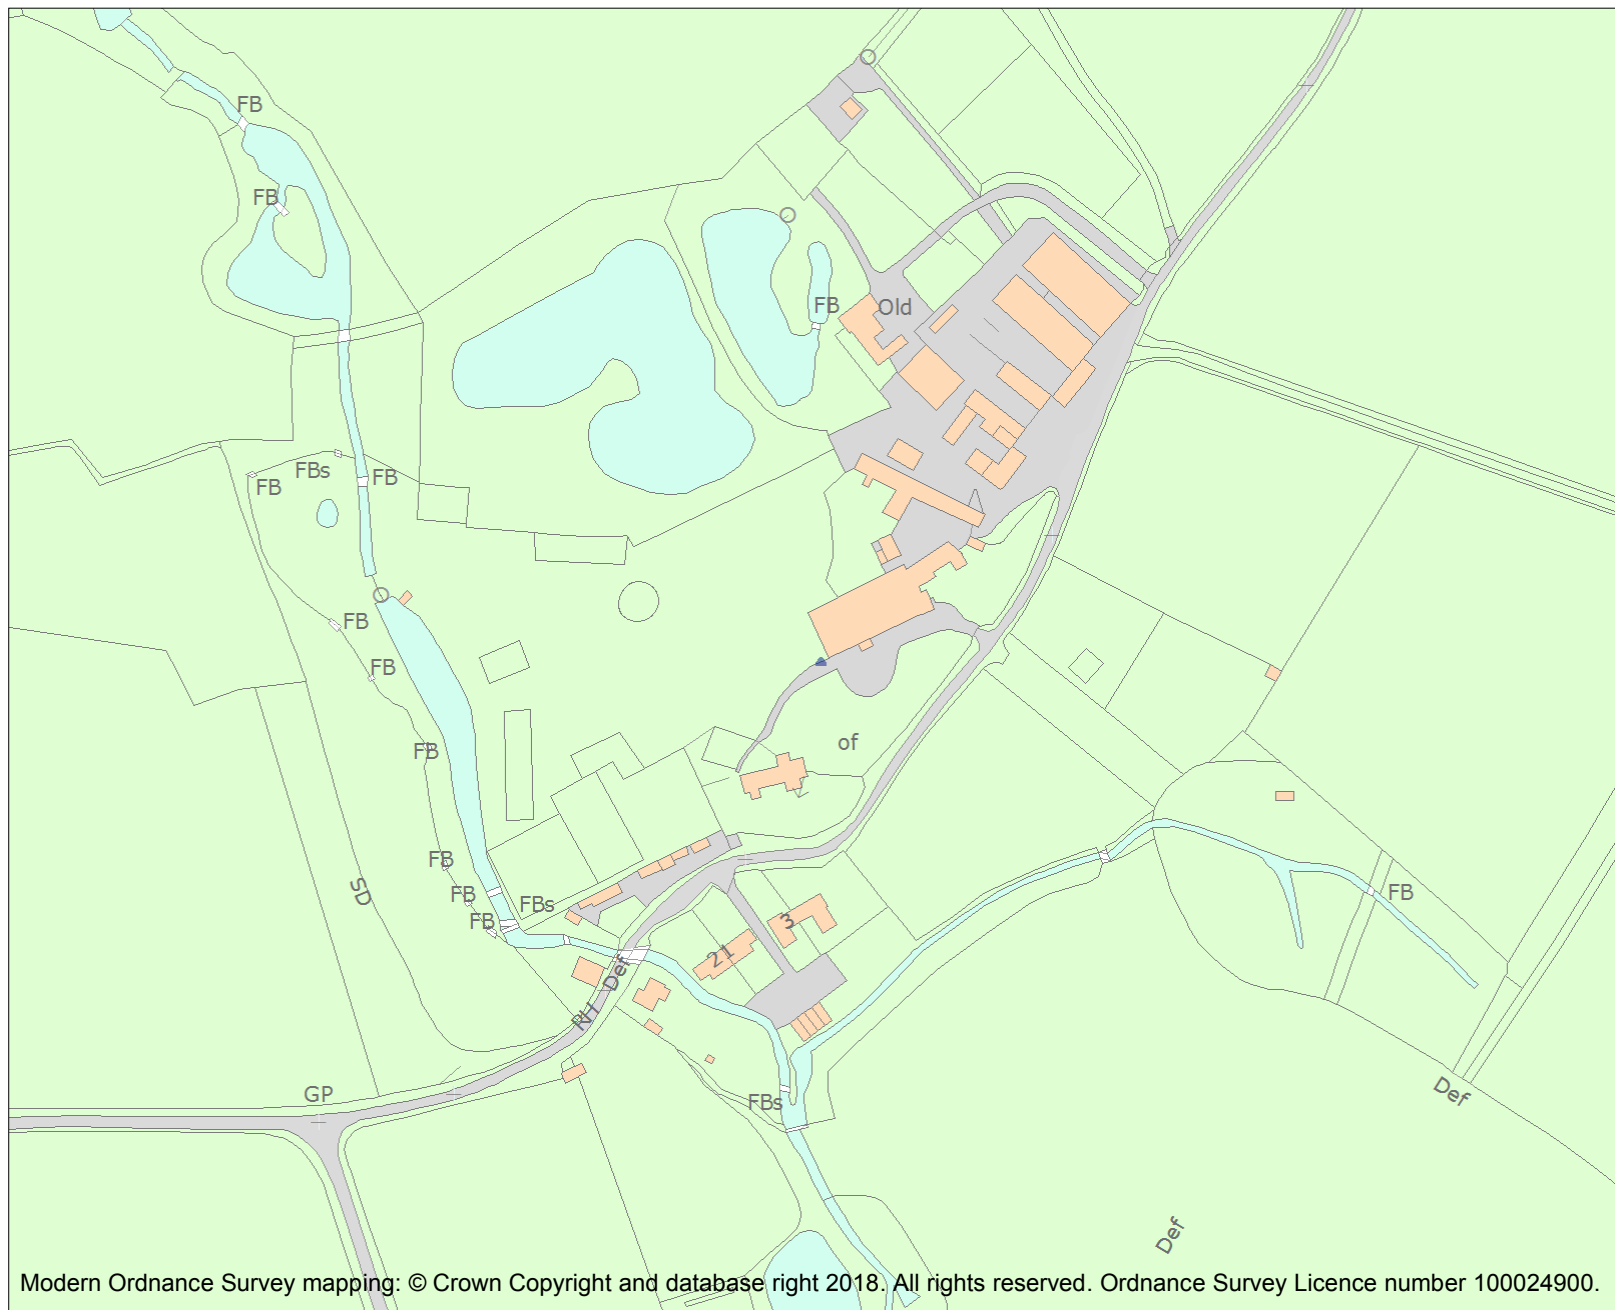 FB
FB
Old
FB
FBs
FB
FB
FB
FB
of
FB
FB
SD
FB
FBs
FB
FB
3
21
Def
RH
GP
FBs
Def
Def
Modern Ordnance Survey mapping: © Crown Copyright and database right 2018. All rights reserved. Ordnance Survey Licence number 100024900.